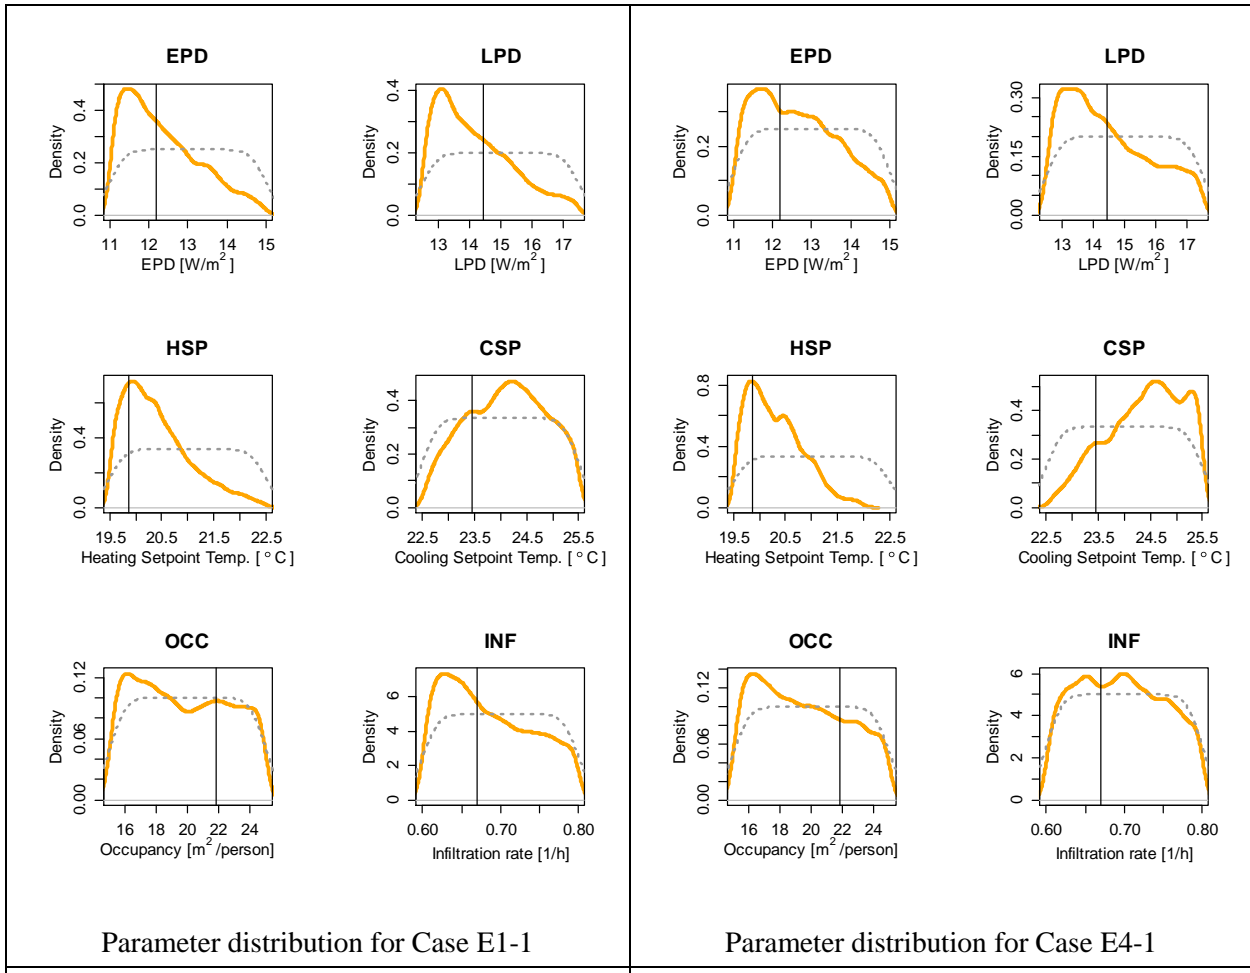 EPD
Density
0.0 0.2 0.4
11 12 13 14 15
EPD [W/m2 ]
LPD
Density
0.0 0.2 0.4
13 14 15 16 17
LPD [W/m2 ]
HSP
Density
0.0 0.4
19.5 20.5 21.5 22.5
Heating Setpoint Temp. [ ° C ]
CSP
Density
0.0 0.2 0.4
22.5 23.5 24.5 25.5
Cooling Setpoint Temp. [ ° C ]
OCC
Density
0.00 0.06 0.12
16 18 20 22 24
Occupancy [m2 /person]
INF
Density
0 2 4 6
0.60 0.70 0.80
Infiltration rate [1/h]
Parameter distribution for Case E1-1
EPD
Density
0.0 0.2
11 12 13 14 15
EPD [W/m2 ]
LPD
Density
0.00 0.15 0.30
13 14 15 16 17
LPD [W/m2 ]
HSP
Density
0.0 0.4 0.8
19.5 20.5 21.5 22.5
Heating Setpoint Temp. [ ° C ]
CSP
Density
0.0 0.2 0.4
22.5 23.5 24.5 25.5
Cooling Setpoint Temp. [ ° C ]
OCC
Density
0.00 0.06 0.12
16 18 20 22 24
Occupancy [m2 /person]
INF
Density
0 2 4 6
0.60 0.70 0.80
Infiltration rate [1/h]
Parameter distribution for Case E4-1